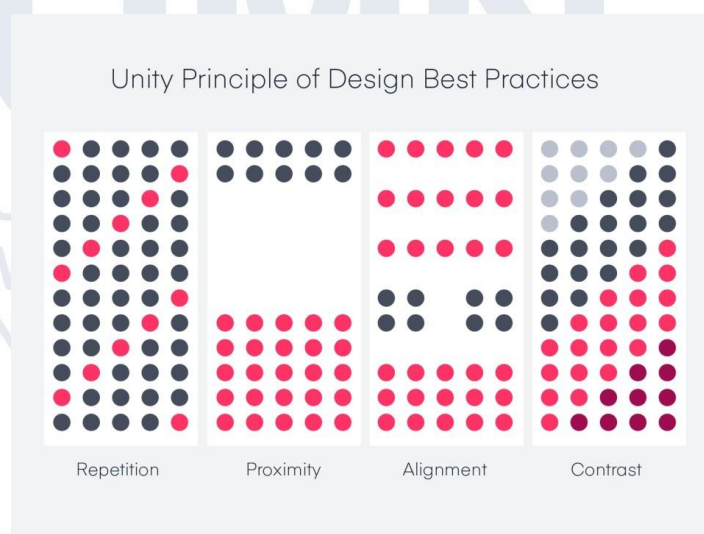 Unity Principle of Design Best Practices
Repetition
Proximity
Alignment
Contrast